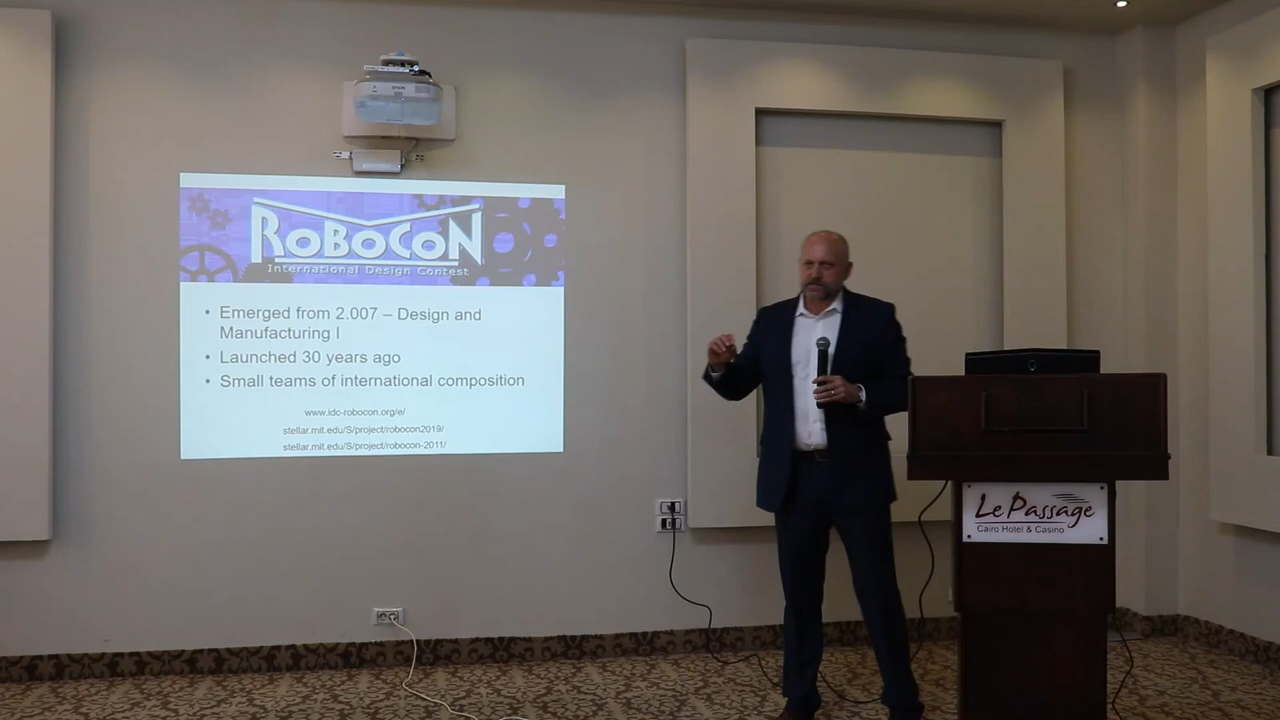 EPSON
RoBoCoN
International Design Contest
• Emerged from 2.007 – Design and
Manufacturing I
• Launched 30 years ago
• Small teams of international composition
www.idc-robocon.org/e/
stellar.mit.edu/S/project/robocon2019/
stellar.mit.edu/S/project/robocon-2011/
Le Passage
Cairo Hotel & Casino